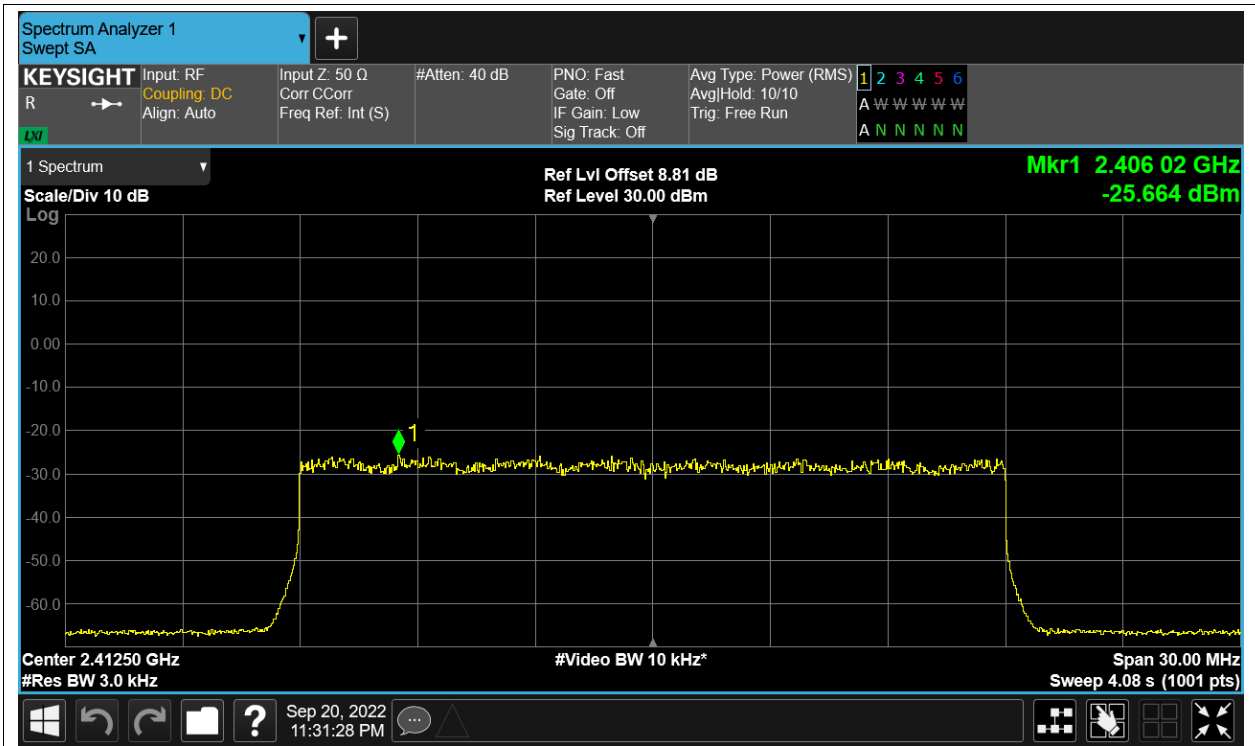 Spectrum Analyzer 1
Swept SA
KEYSIGHT
R
LXI
Input: RF
Coupling: DC
Align: Auto
Input Z: 50 Ω
Corr CCorr
Freq Ref: Int (S)
#Atten: 40 dB
PNO: Fast
Gate: Off
IF Gain: Low
Sig Track: Off
Avg Type: Power (RMS)
Avg|Hold: 10/10
Trig: Free Run
1 2 3 4 5 6
A W W W W W
A N N N N N
1 Spectrum
Scale/Div 10 dB
Log
Ref Lvl Offset 8.81 dB
Ref Level 30.00 dBm
Mkr1 2.406 02 GHz
-25.664 dBm
20.0
10.0
0.00
-10.0
-20.0
-30.0
-40.0
-50.0
-60.0
1
Center 2.41250 GHz
#Res BW 3.0 kHz
#Video BW 10 kHz*
Span 30.00 MHz
Sweep 4.08 s (1001 pts)
?
Sep 20, 2022
11:31:28 PM